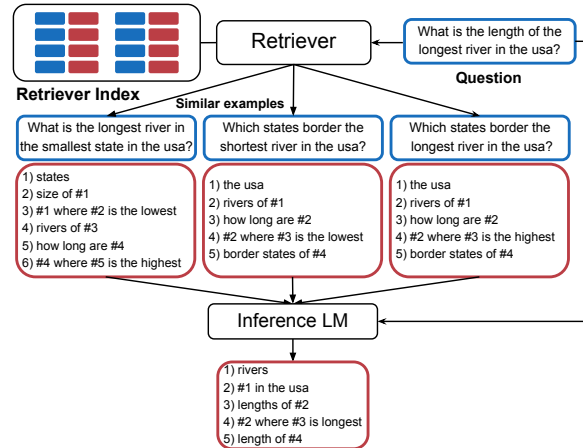 Retriever
What is the length of the
longest river in the usa?
Question
Retriever Index
Similar examples
What is the longest river in
the smallest state in the usa?
1) states
2) size of #1
3) #1 where #2 is the lowest
4) rivers of #3
5) how long are #4
6) #4 where #5 is the highest
Which states border the
shortest river in the usa?
1) the usa
2) rivers of #1
3) how long are #2
4) #2 where #3 is the lowest
5) border states of #4
Which states border the
longest river in the usa?
1) the usa
2) rivers of #1
3) how long are #2
4) #2 where #3 is the highest
5) border states of #4
Inference LM
1) rivers
2) #1 in the usa
3) lengths of #2
4) #2 where #3 is longest
5) length of #4